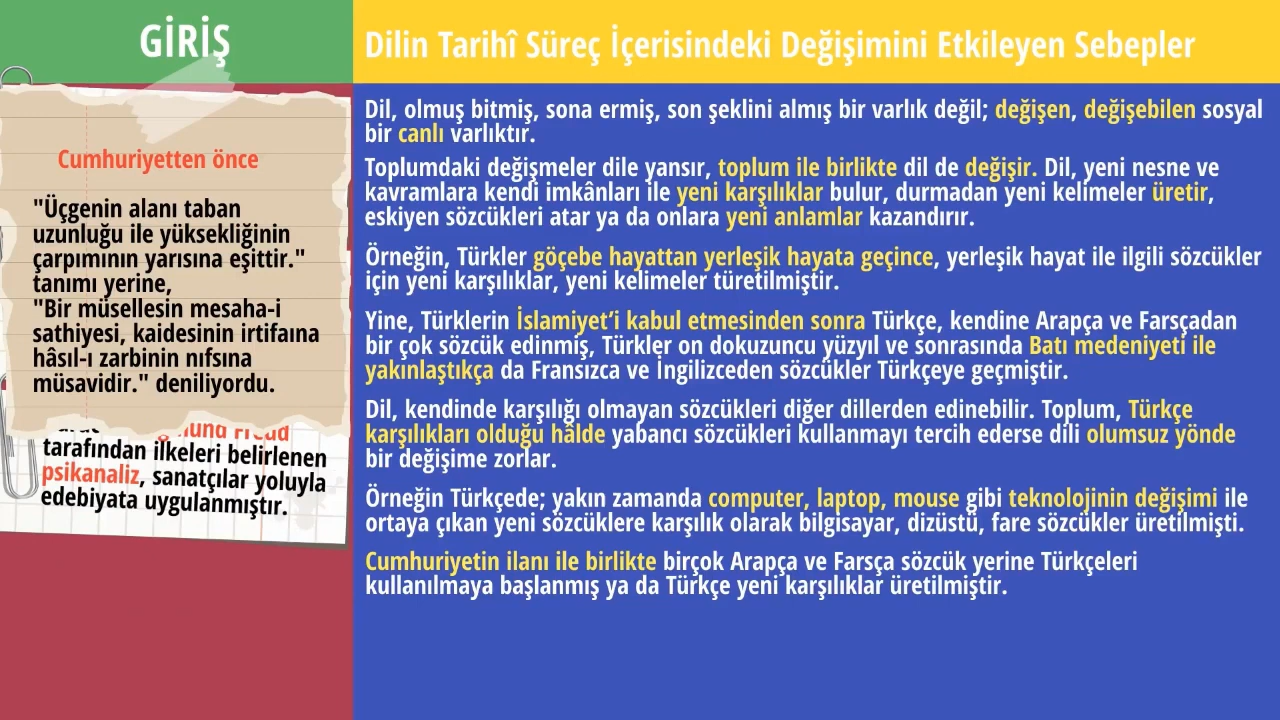 GİRİŞ
Dilin Tarihî Süreç İçerisindeki Değişimini Etkileyen Sebepler
Cumhuriyetten önce
"Üçgenin alanı taban
uzunluğu ile yüksekliğinin
çarpımının yarısına eşittir."
tanımı yerine,
"Bir müsellesin mesaha-i
sathiyesi, kaidesinin irtifaına
hâsıl-ı zarbinin nıfsına
müsavidir." deniliyordu.
Freud
tarafından ilkeleri belirlenen
psikanaliz, sanatçılar yoluyla
edebiyata uygulanmıştır.
Dil, olmuş bitmiş, sona ermiş, son şeklini almış bir varlık değil; değişen, değişebilen sosyal
bir canlı varlıktır.
Toplumdaki değişmeler dile yansır, toplum ile birlikte dil de değişir. Dil, yeni nesne ve
kavramlara kendi imkânları ile yeni karşılıklar bulur, durmadan yeni kelimeler üretir,
eskiyen sözcükleri atar ya da onlara yeni anlamlar kazandırır.
Örneğin, Türkler göçebe hayattan yerleşik hayata geçince, yerleşik hayat ile ilgili sözcükler
için yeni karşılıklar, yeni kelimeler türetilmiştir.
Yine, Türklerin İslamiyet’i kabul etmesinden sonra Türkçe, kendine Arapça ve Farsçadan
bir çok sözcük edinmiş, Türkler on dokuzuncu yüzyıl ve sonrasında Batı medeniyeti ile
yakınlaştıkça da Fransızca ve İngilizceden sözcükler Türkçeye geçmiştir.
Dil, kendinde karşılığı olmayan sözcükleri diğer dillerden edinebilir. Toplum, Türkçe
karşılıkları olduğu hâlde yabancı sözcükleri kullanmayı tercih ederse dili olumsuz yönde
bir değişime zorlar.
Örneğin Türkçede; yakın zamanda computer, laptop, mouse gibi teknolojinin değişimi ile
ortaya çıkan yeni sözcüklere karşılık olarak bilgisayar, dizüstü, fare sözcükler üretilmişti.
Cumhuriyetin ilanı ile birlikte birçok Arapça ve Farsça sözcük yerine Türkçeleri
kullanılmaya başlanmış ya da Türkçe yeni karşılıklar üretilmiştir.